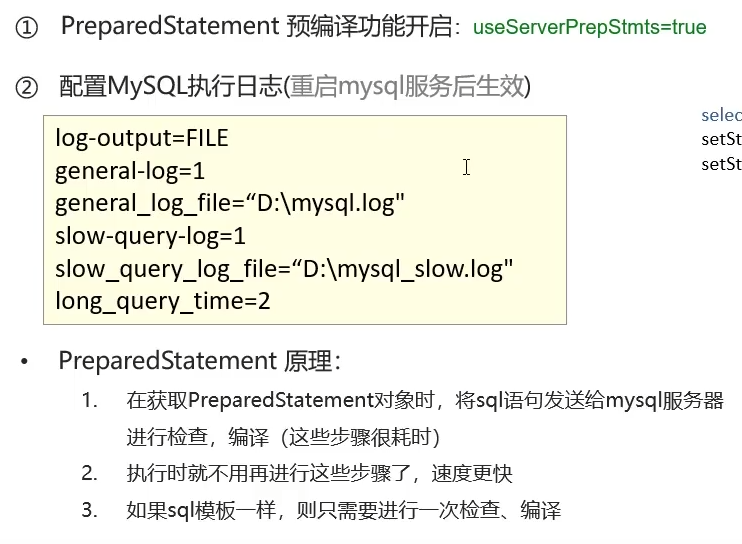 ① PreparedStatement 预编译功能开启：useServerPrepStmts=true
② 配置MySQL执行日志(重启mysql服务后生效)
log-output=FILE
general-log=1
general_log_file=“D:\mysql.log"
slow-query-log=1
slow_query_log_file=“D:\mysql_slow.log"
long_query_time=2
selec
setSt
setSt
• PreparedStatement 原理：
1. 在获取PreparedStatement对象时，将sql语句发送给mysql服务器
进行检查，编译（这些步骤很耗时）
2. 执行时就不用再进行这些步骤了，速度更快
3. 如果sql模板一样，则只需要进行一次检查、编译